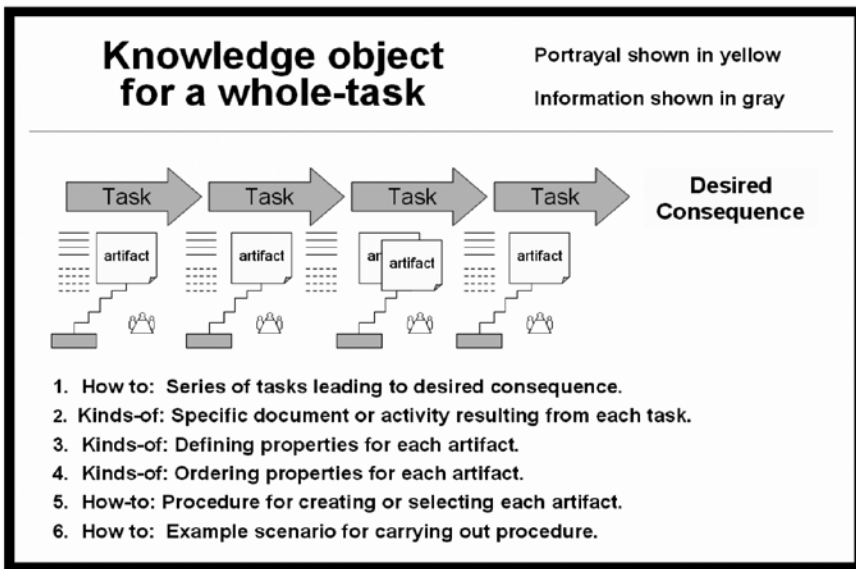 Knowledge object
for a whole-task
Portrayal shown in yellow
Information shown in gray
Task
Task
Task
Task
Desired
Consequence
artifact
artifact
ar
artifact
artifact
1. How to: Series of tasks leading to desired consequence.
2. Kinds-of: Specific document or activity resulting from each task.
3. Kinds-of: Defining properties for each artifact.
4. Kinds-of: Ordering properties for each artifact.
5. How-to: Procedure for creating or selecting each artifact.
6. How to: Example scenario for carrying out procedure.